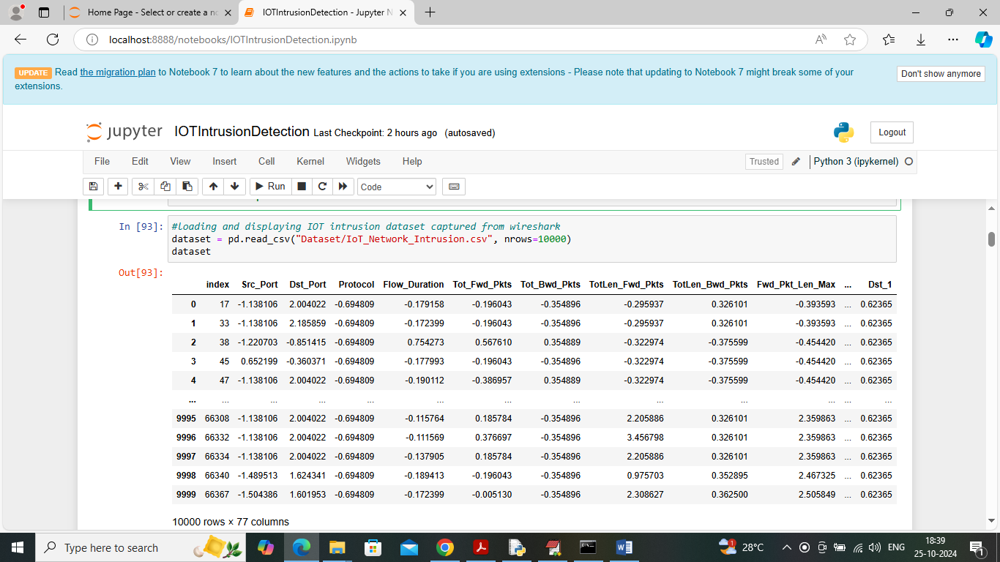 Home Page - Select or create a no
IOTIntrusionDetection - Jupyter N
localhost:8888/notebooks/IOTIntrusionDetection.ipynb
UPDATE Read the migration plan to Notebook 7 to learn about the new features and the actions to take if you are using extensions - Please note that updating to Notebook 7 might break some of your
extensions.
Don't show anymore
jupyter IOTIntrusionDetection Last Checkpoint: 2 hours ago (autosaved)
Logout
File Edit View Insert Cell Kernel Widgets Help
Trusted Python 3 (ipykernel)
Run Code
In [93]: #Loading and displaying IOT intrusion dataset captured from wireshark
dataset = pd.read_csv("Dataset/IoT_Network_Intrusion.csv", nrows=10000)
dataset
Out[93]:
index Src_Port Dst_Port Protocol Flow_Duration Tot_Fwd_Pkts Tot_Bwd_Pkts TotLen_Fwd_Pkts TotLen_Bwd_Pkts Fwd_Pkt_Len_Max ... Dst_1
0 17 -1.138106 2.004022 -0.694809 -0.179158 -0.196043 -0.354896 -0.295937 0.326101 -0.393593 ... 0.62365
1 33 -1.138106 2.185859 -0.694809 -0.172399 -0.196043 -0.354896 -0.295937 0.326101 -0.393593 ... 0.62365
2 38 -1.220703 -0.851415 -0.694809 0.754273 0.567610 0.354889 -0.322974 -0.375599 -0.454420 ... 0.62365
3 45 0.652199 -0.360371 -0.694809 -0.177993 -0.196043 -0.354896 -0.322974 -0.375599 -0.454420 ... 0.62365
4 47 -1.138106 2.004022 -0.694809 -0.190112 -0.386957 0.354889 -0.322974 -0.375599 -0.454420 ... 0.62365
... ... ... ... ... ... ... ... ... ... ... ... ...
9995 66308 -1.138106 2.004022 -0.694809 -0.115764 0.185784 -0.354896 2.205886 0.326101 2.359863 ... 0.62365
9996 66332 -1.138106 2.004022 -0.694809 -0.111569 0.376697 -0.354896 3.456798 0.326101 2.359863 ... 0.62365
9997 66334 -1.138106 2.004022 -0.694809 -0.137905 0.185784 -0.354896 2.205886 0.326101 2.359863 ... 0.62365
9998 66340 -1.489513 1.624341 -0.694809 -0.189413 -0.196043 -0.354896 0.975703 0.352895 2.467325 ... 0.62365
9999 66367 -1.504386 1.601953 -0.694809 -0.172399 -0.005130 -0.354896 2.308627 0.362500 2.505849 ... 0.62365
10000 rows × 77 columns
Type here to search
1
28°C
ENG
18:39
25-10-2024
1